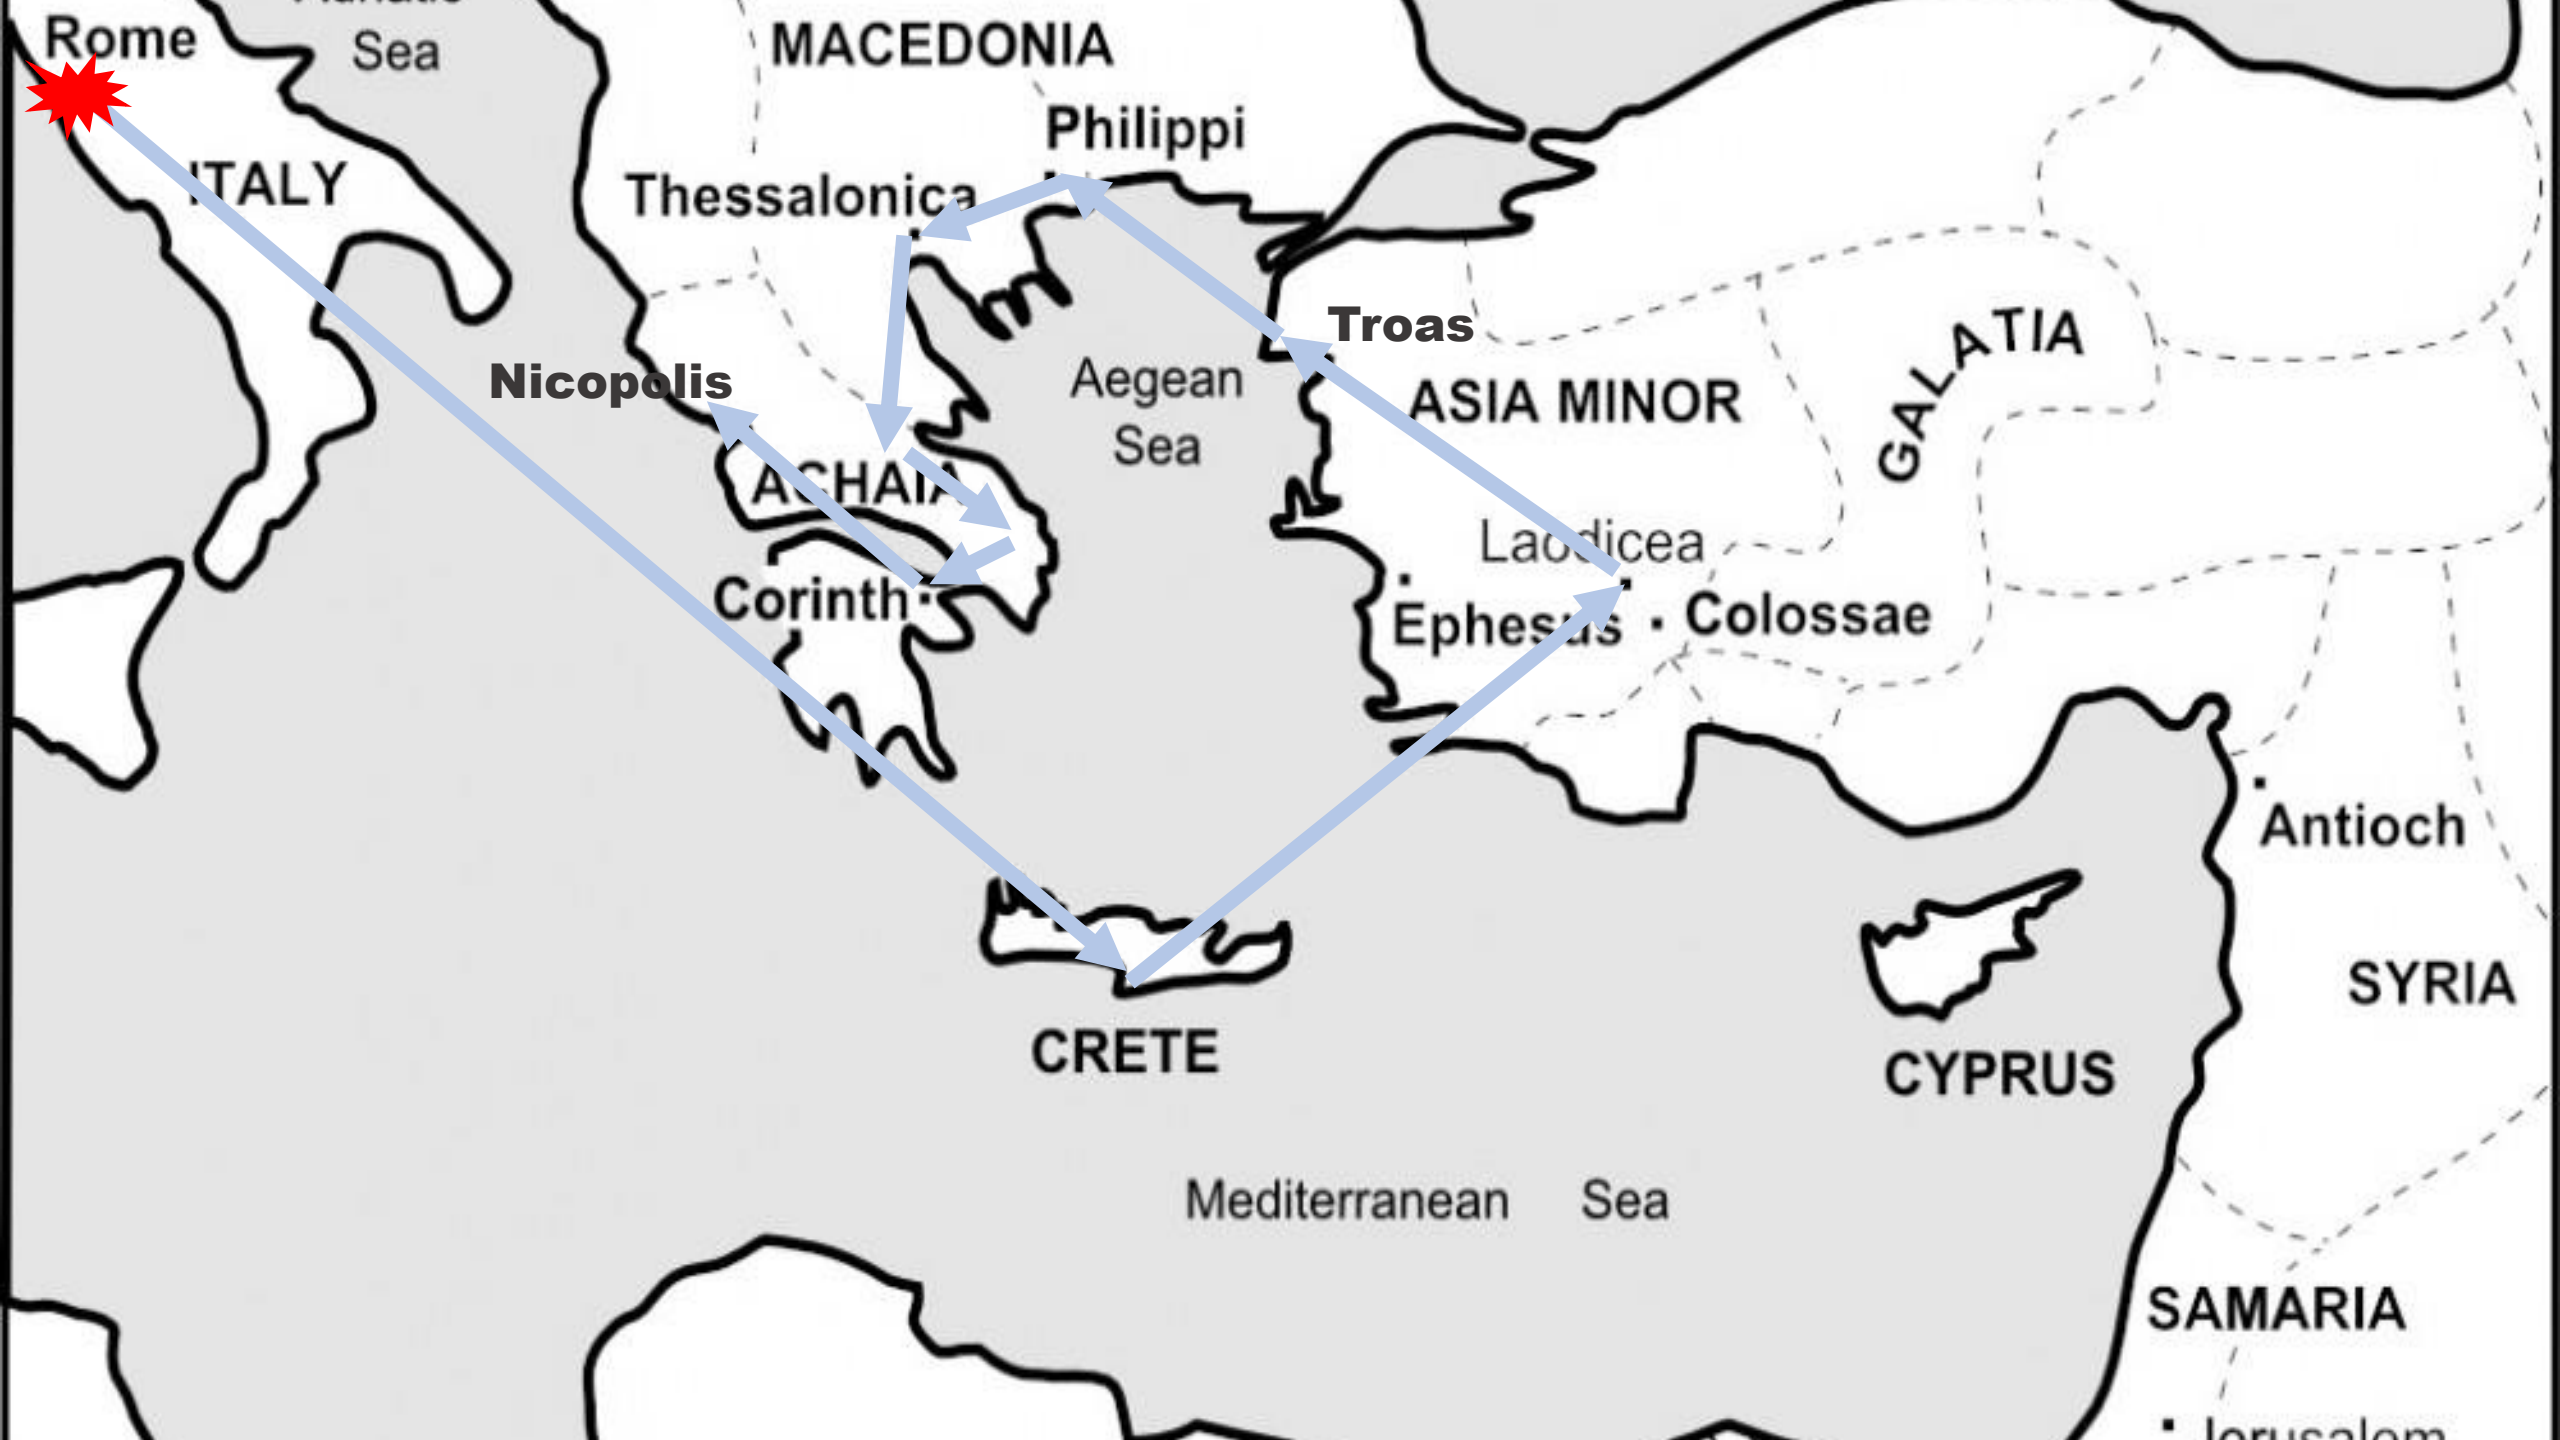 Rome
Sea
MACEDONIA
Philippi
ITALY
Thessalonica
Troas
Nicopolis
Aegean
Sea
ASIA MINOR
GALATIA
ACHAIA
Laodicea
Corinth
Ephesus
Colossae
Antioch
SYRIA
CRETE
CYPRUS
Mediterranean Sea
SAMARIA
Jerusalem